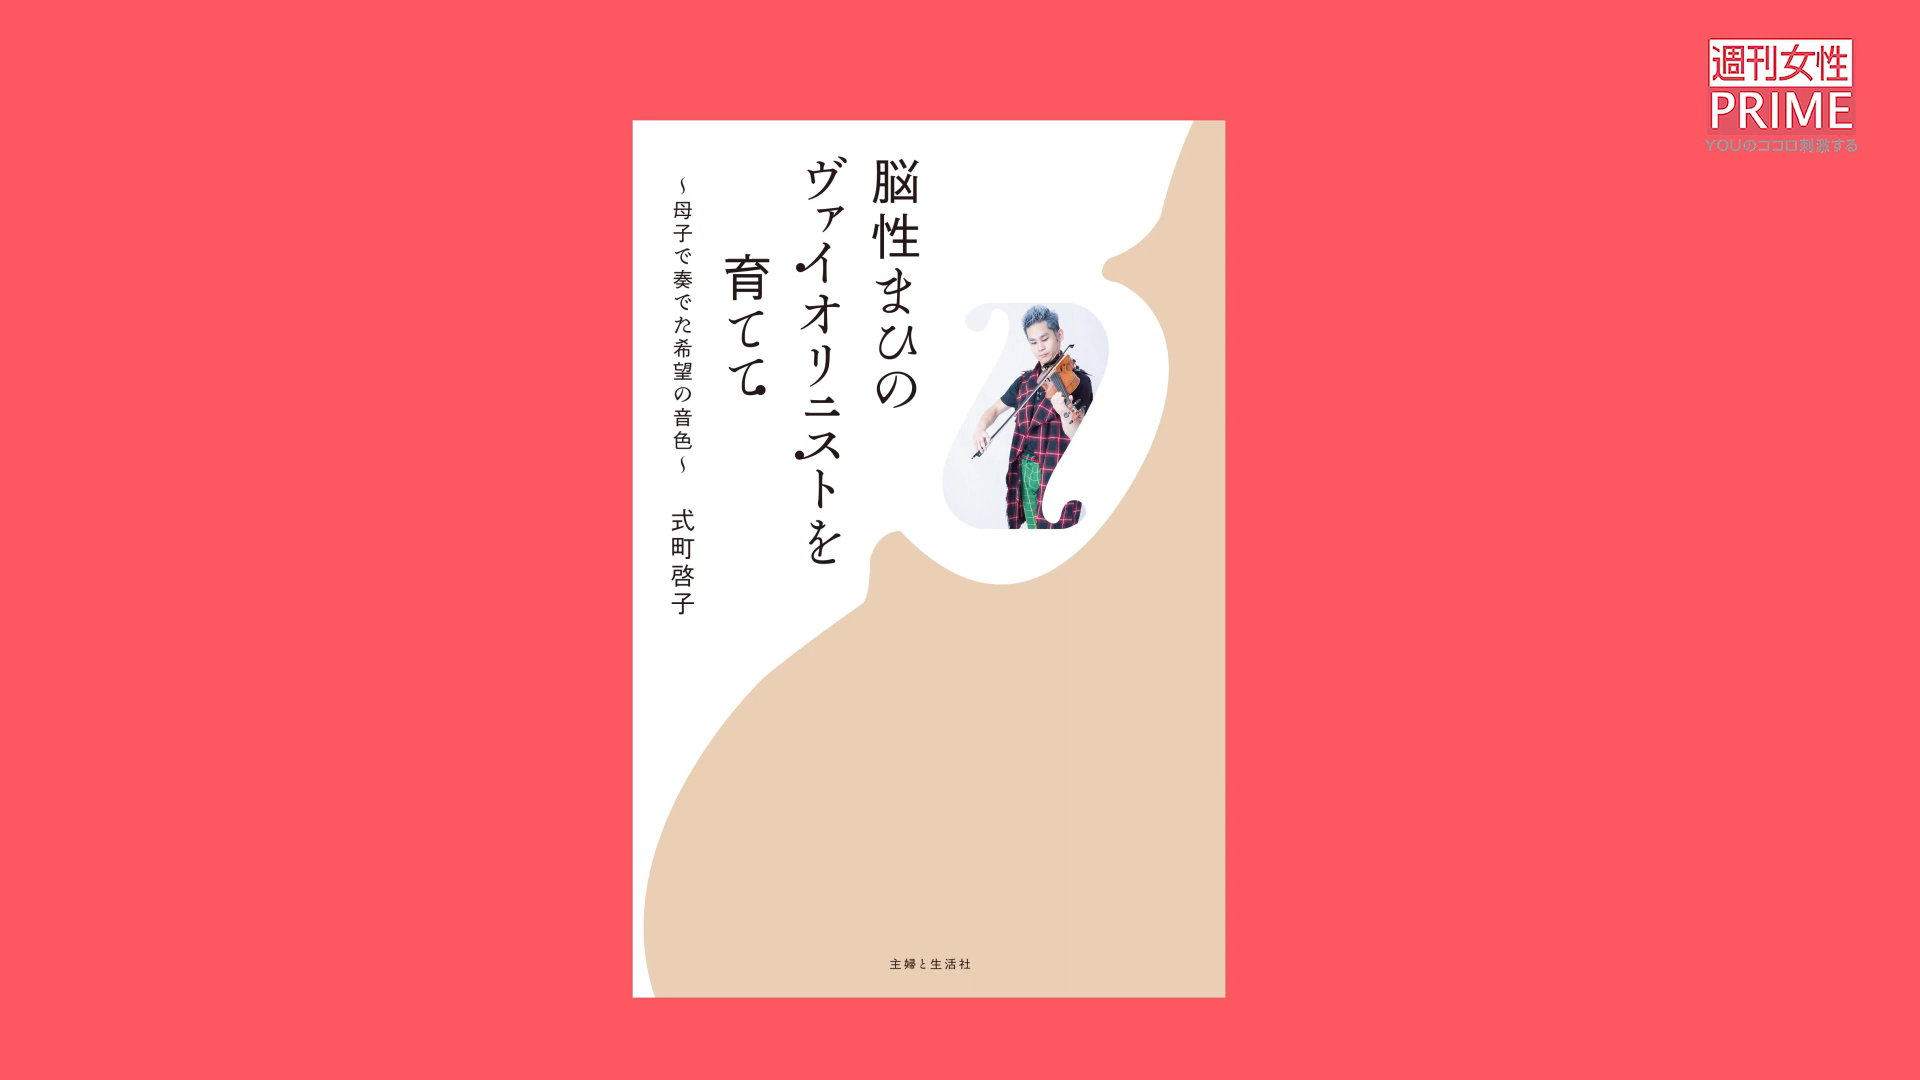 脳性まひの
ヴァイオリニストを
育てて
～母子で奏でた希望の音色～
式町啓子
主婦と生活社
週刊女性
PRIME
YOUのココロ刺激する